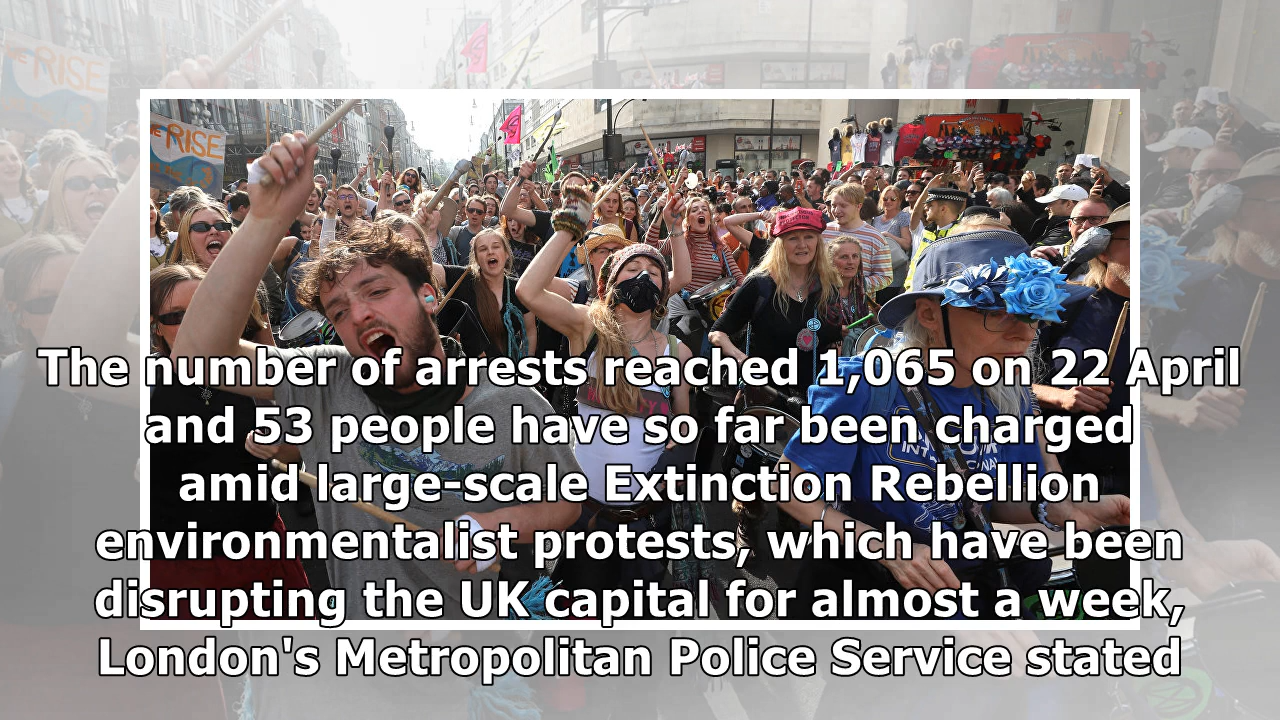 RISE
The number of arrests reached 1,065 on 22 April
and 53 people have so far been charged
amid large-scale Extinction Rebellion
environmentalist protests, which have been
disrupting the UK capital for almost a week,
London's Metropolitan Police Service stated